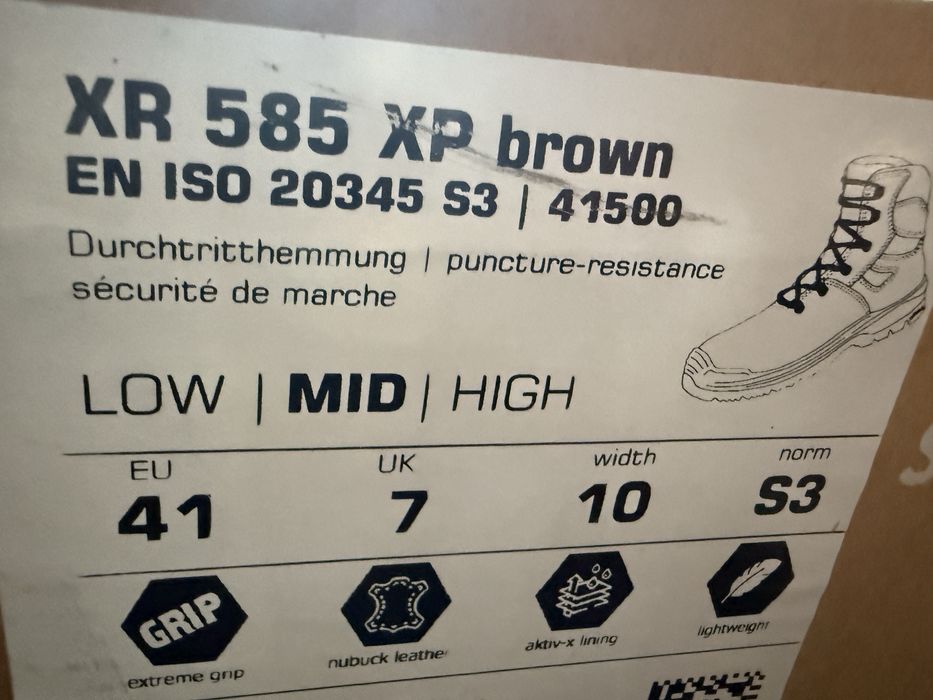 XR 585 XP brown
EN ISO 20345 S3 | 41500
Durchtritthemmung | puncture-resistance
sécurité de marche
LOW | MID | HIGH
EU UK width norm
41 7 10 S3
GRIP
extreme grip nubuck leather aktiv-x lining lightweight